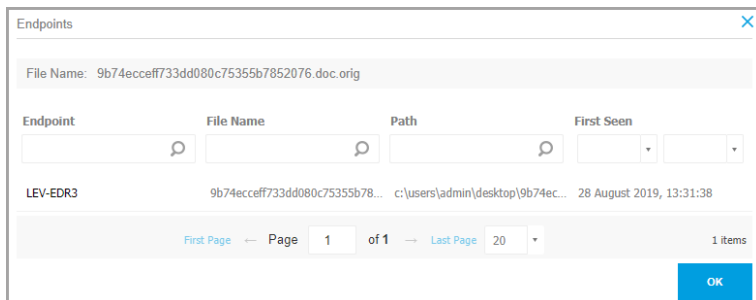 Endpoints
File Name: 9b74ecceff733dd080c75355b7852076.doc.orig
Endpoint File Name Path First Seen
LEV-EDR3 9b74ecceff733dd080c75355b78... c:\users\admin\desktop\9b74ec... 28 August 2019, 13:31:38
First Page ← Page 1 of 1 → Last Page 20 1 items
OK